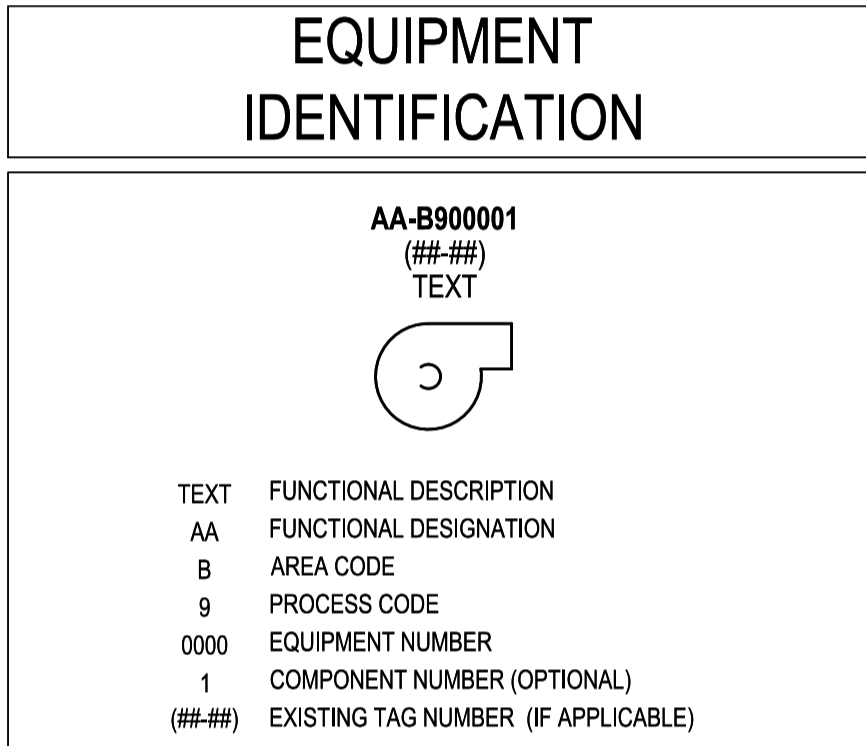 EQUIPMENT
IDENTIFICATION
AA-B900001
(##-##)
TEXT
TEXT FUNCTIONAL DESCRIPTION
AA FUNCTIONAL DESIGNATION
B AREA CODE
9 PROCESS CODE
0000 EQUIPMENT NUMBER
1 COMPONENT NUMBER (OPTIONAL)
(##-##) EXISTING TAG NUMBER (IF APPLICABLE)